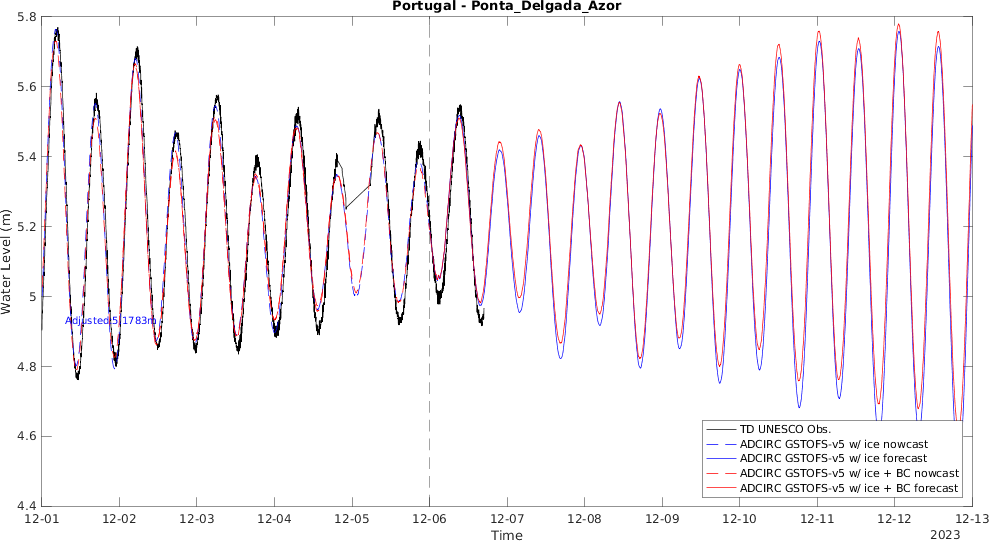 Portugal - Ponta_Delgada_Azor
5.8
5.6
5.4
5.2
5
4.8
4.6
4.4
Water Level (m)
Adjusted:5.1783m
TD UNESCO Obs.
ADCIRC GSTOFS-v5 w/ ice nowcast
ADCIRC GSTOFS-v5 w/ ice forecast
ADCIRC GSTOFS-v5 w/ ice + BC nowcast
ADCIRC GSTOFS-v5 w/ ice + BC forecast
12-01 12-02 12-03 12-04 12-05 12-06 12-07 12-08 12-09 12-10 12-11 12-12 12-13
Time
2023